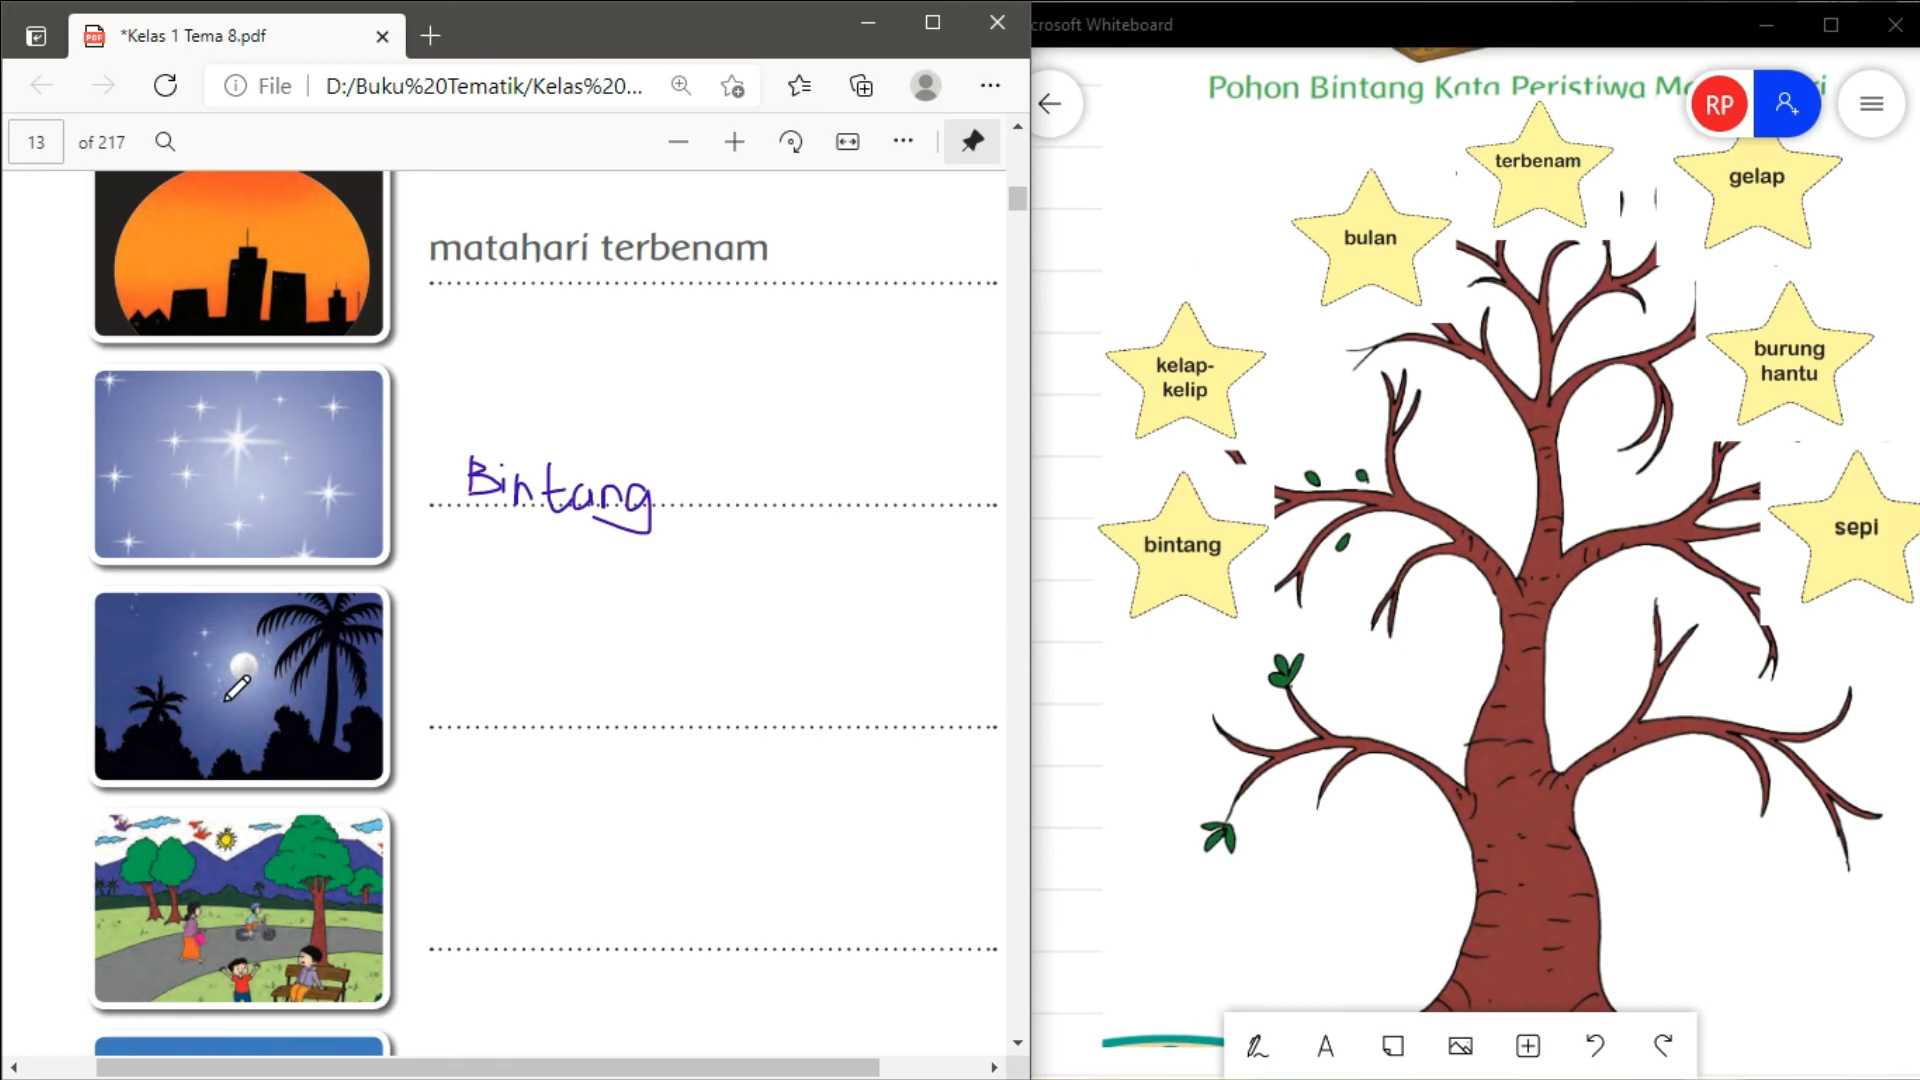 *Kelas 1 Tema 8.pdf
File
D:/Buku%20Tematik/Kelas%20...
13 of 217
matahari terbenam
Bintang
crosoft Whiteboard
Pohon Bintang Kata Peristiwa
RP
terbenam
gelap
bulan
kelap-
kelip
burung
hantu
bintang
sepi